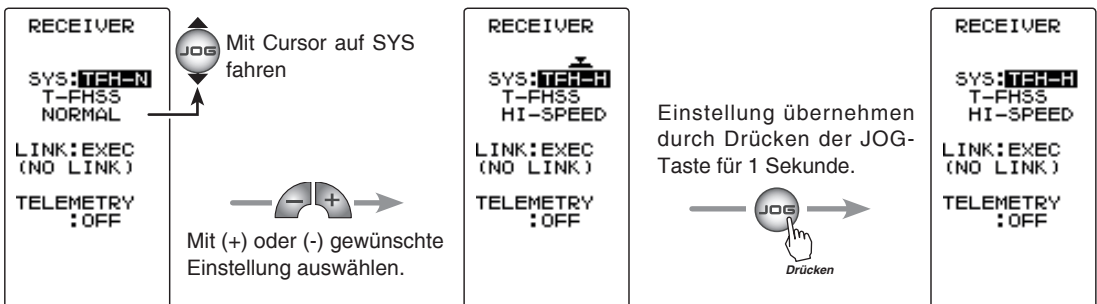 RECEIVER
SYS:TFH-N
T-FHSS
NORMAL
LINK:EXEC
(NO LINK)
TELEMETRY
:OFF
JOG
Mit Cursor auf SYS
fahren
- +
Mit (+) oder (-) gewünschte
Einstellung auswählen.
RECEIVER
SYS:TFH-H
T-FHSS
HI-SPEED
LINK:EXEC
(NO LINK)
TELEMETRY
:OFF
Einstellung übernehmen
durch Drücken der JOG-
Taste für 1 Sekunde.
JOG
Drücken
RECEIVER
SYS:TFH-H
T-FHSS
HI-SPEED
LINK:EXEC
(NO LINK)
TELEMETRY
:OFF